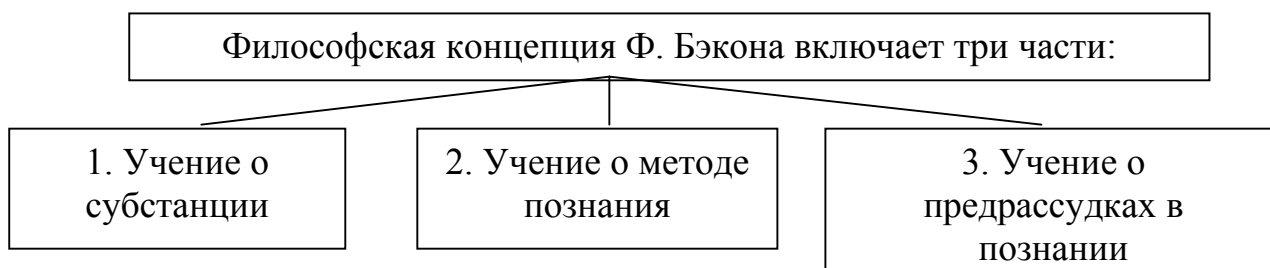 Философская концепция Ф. Бэкона включает три части:
1. Учение о
субстанции
2. Учение о методе
познания
3. Учение о
предрассудках в
познании